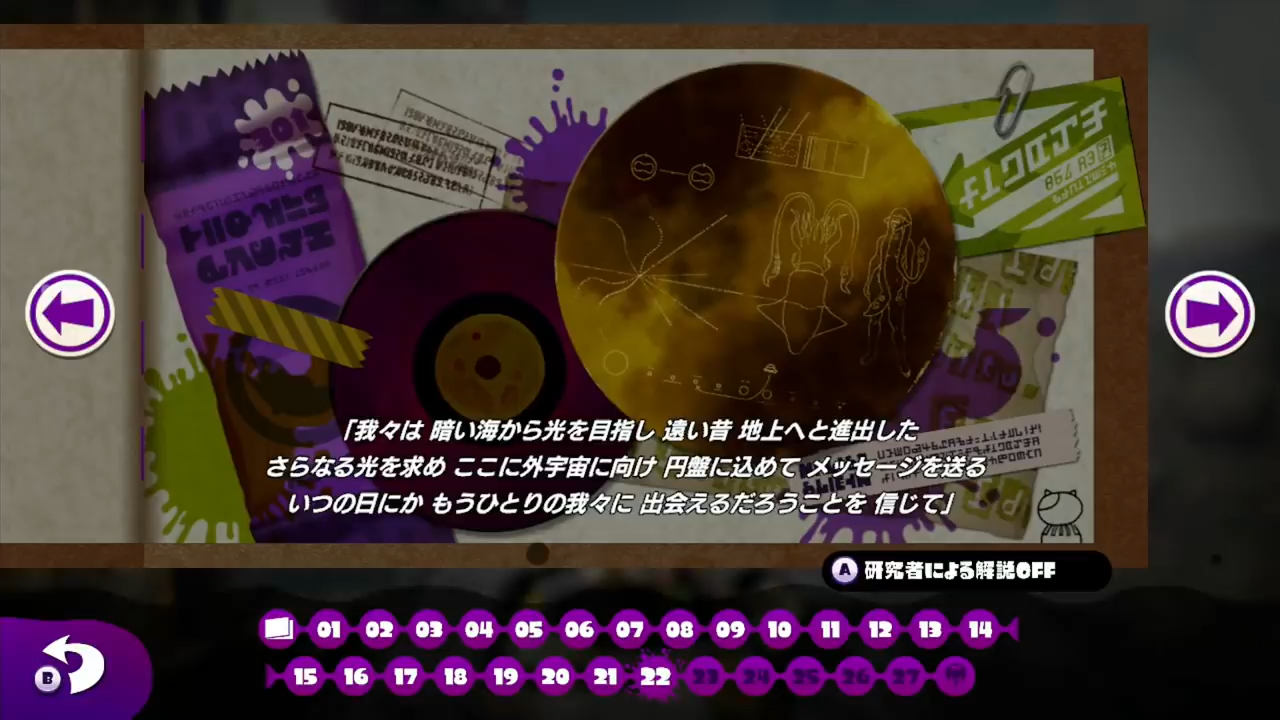 「我々は 暗い海から光を目指し 遠い昔 地上へと進出した
さらなる光を求め ここに外宇宙に向け 円盤に込めて メッセージを送る
いつの日にか もうひとりの我々に 出会えるだろうことを 信じて」
A 研究者による解説OFF
01 02 03 04 05 06 07 08 09 10 11 12 13 14
15 16 17 18 19 20 21 22 23 24 25 26 27
B